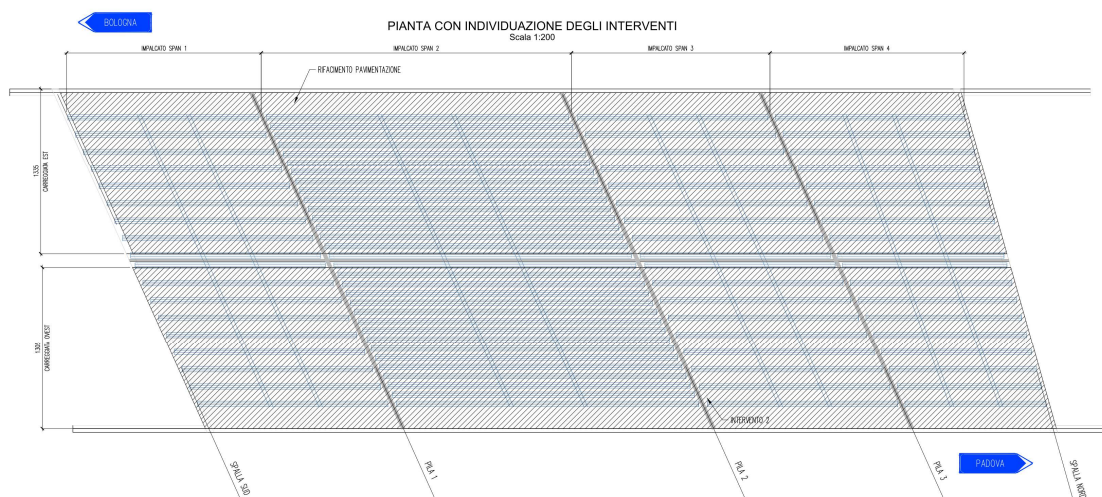 BOLOGNA
PIANTA CON INDIVIDUAZIONE DEGLI INTERVENTI
Scala 1:200
IMPALCATO SPAN 1
IMPALCATO SPAN 2
IMPALCATO SPAN 3
IMPALCATO SPAN 4
RIFACIMENTO PAVIMENTAZIONE
1335
CARREGGIATA EST
1301
CARREGGIATA OVEST
INTERVENTO 2
SPALLA SUD
PILA 1
PILA 2
PILA 3
PADOVA
SPALLA NORD